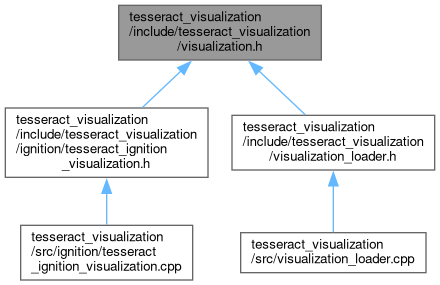 tesseract_visualization
/include/tesseract_visualization
/visualization.h
tesseract_visualization
/include/tesseract_visualization
/ignition/tesseract_ignition
_visualization.h
tesseract_visualization
/include/tesseract_visualization
/visualization_loader.h
tesseract_visualization
/src/ignition/tesseract
_ignition_visualization.cpp
tesseract_visualization
/src/visualization_loader.cpp